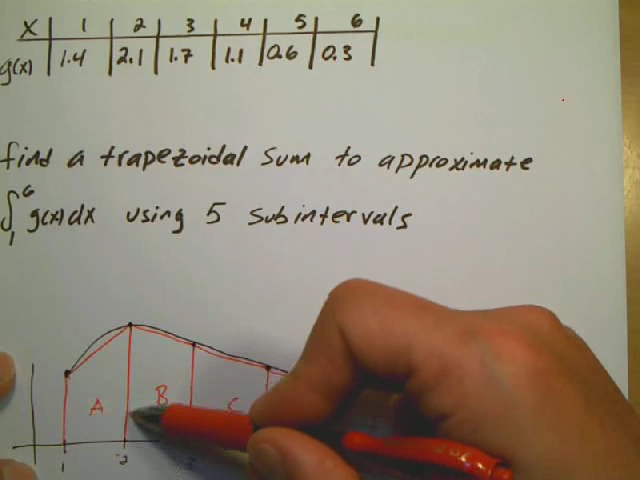 x 1 2 3 4 5 6
g(x) 1.4 2.1 1.7 1.1 0.6 0.3
find a trapezoidal sum to approximate
∫₁⁶ g(x)dx using 5 subintervals
A B C
1 2